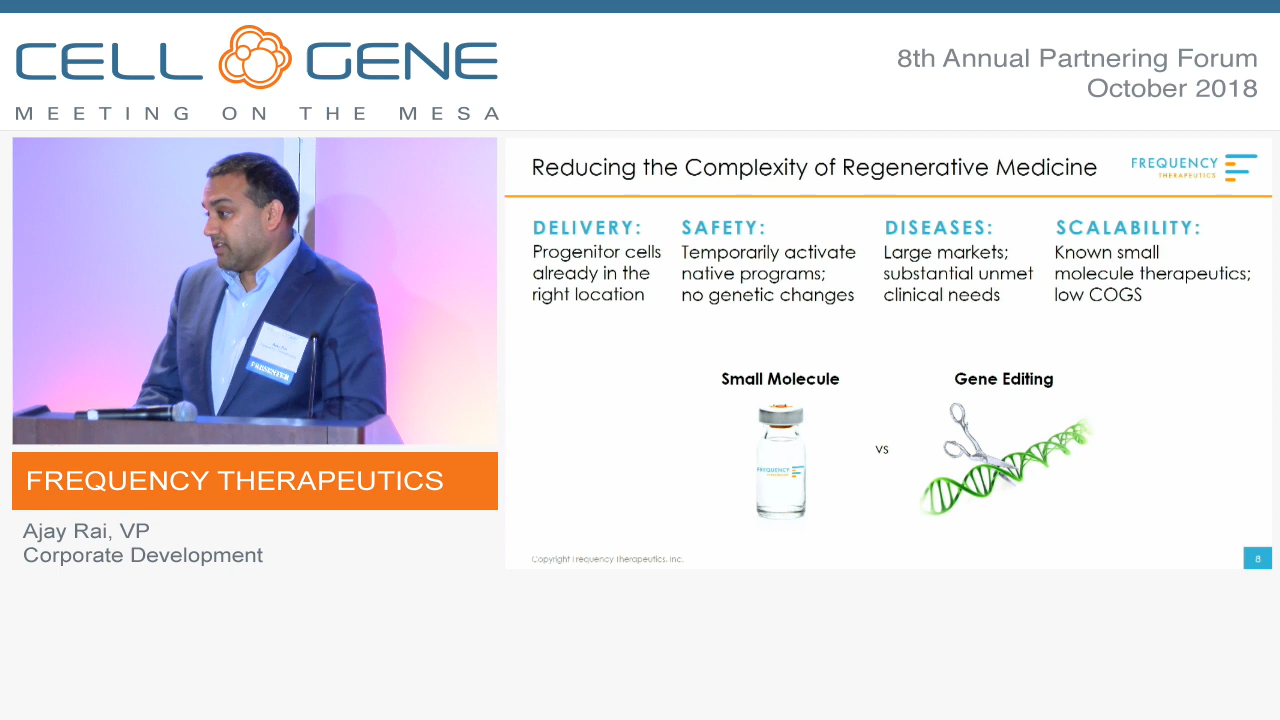 CELL GENE
MEETING ON THE MESA
8th Annual Partnering Forum
October 2018
PRESENTER
FREQUENCY THERAPEUTICS
Ajay Rai, VP
Corporate Development
Reducing the Complexity of Regenerative Medicine
FREQUENCY
THERAPEUTICS
DELIVERY:
Progenitor cells
already in the
right location
SAFETY:
Temporarily activate
native programs;
no genetic changes
DISEASES:
Large markets;
substantial unmet
clinical needs
SCALABILITY:
Known small
molecule therapeutics;
low COGS
Small Molecule
FREQUENCY
vs
Gene Editing
Copyright Frequency Therapeutics, Inc.
8